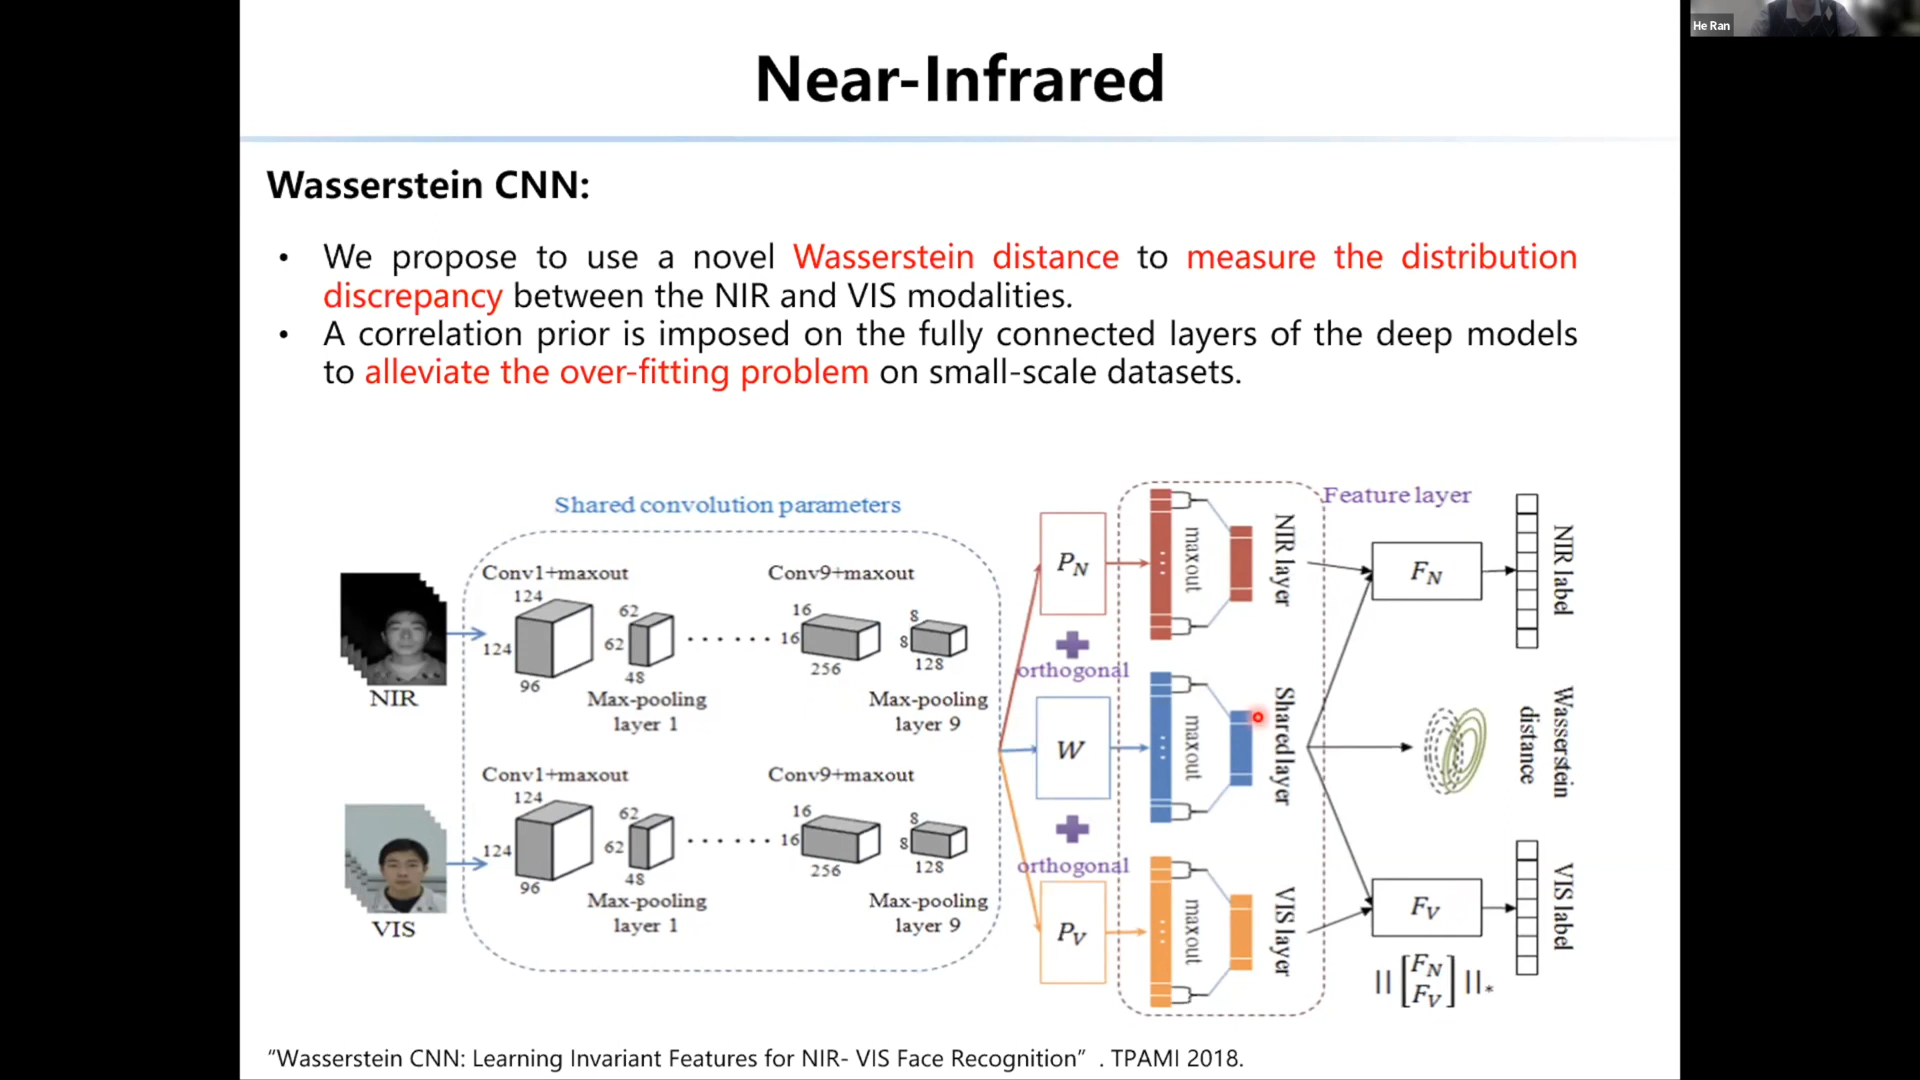 He Ran
Near-Infrared
Wasserstein CNN:
• We propose to use a novel Wasserstein distance to measure the distribution
discrepancy between the NIR and VIS modalities.
• A correlation prior is imposed on the fully connected layers of the deep models
to alleviate the over-fitting problem on small-scale datasets.
Shared convolution parameters
Feature layer
Conv1+maxout
124
124
96
62
62
48
Max-pooling
layer 1
Conv9+maxout
16
16
256
8
8
128
Max-pooling
layer 9
NIR
Conv1+maxout
124
124
96
62
62
48
Max-pooling
layer 1
Conv9+maxout
16
16
256
8
8
128
Max-pooling
layer 9
VIS
P_N
orthogonal
W
orthogonal
P_V
maxout
NIR layer
maxout
Shared layer
maxout
VIS layer
F_N
NIR label
Wasserstein
distance
F_V
VIS label
||[F_N
F_V]||*
“Wasserstein CNN: Learning Invariant Features for NIR- VIS Face Recognition” . TPAMI 2018.